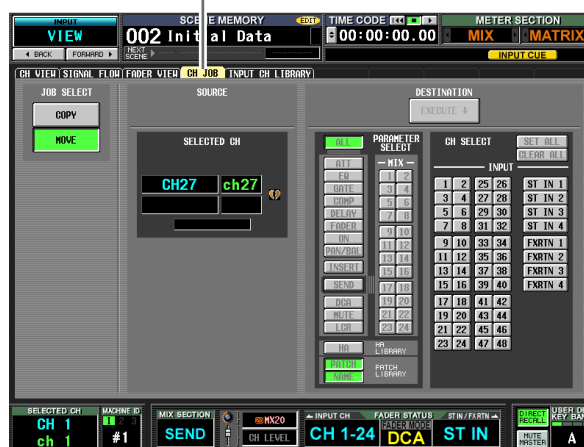 INPUT
VIEW
BACK
FORWARD
SCENE MEMORY
EDIT
002 Initial Data
NEXT
SCENE
TIME CODE
00:00:00.00
METER SECTION
MIX
MATRIX
INPUT CUE
CH VIEW
SIGNAL FLOW
FADER VIEW
CH JOB
INPUT CH LIBRARY
JOB SELECT
COPY
MOVE
SOURCE
SELECTED CH
CH27 ch27
DESTINATION
EXECUTE
ALL
PARAMETER
SELECT
ATT
EQ
GATE
COMP
DELAY
FADER
ON
PAN/BAL
INSERT
SEND
DCA
MUTE
LCR
HA
HA
LIBRARY
PATCH
NAME
PATCH
LIBRARY
MIX
1 2
3 4
5 6
7 8
9 10
11 12
13 14
15 16
17 18
19 20
21 22
23 24
CH SELECT
SET ALL
CLEAR ALL
INPUT
1 2 25 26 ST IN 1
3 4 27 28 ST IN 2
5 6 29 30 ST IN 3
7 8 31 32 ST IN 4
9 10 33 34 FXRTN 1
11 12 35 36 FXRTN 2
13 14 37 38 FXRTN 3
15 16 39 40 FXRTN 4
17 18 41 42
19 20 43 44
21 22 45 46
23 24 47 48
SELECTED CH
CH 1
ch 1
MACHINE ID
1 2 3
#1
MIX SECTION
SEND
MX20
CH LEVEL
INPUT CH
CH 1-24
FADER STATUS
FADER MODE
DCA
ST IN/FXRTN
ST IN
DIRECT
RECALL
MUTE
MASTER
USER DE
KEY BAN
A